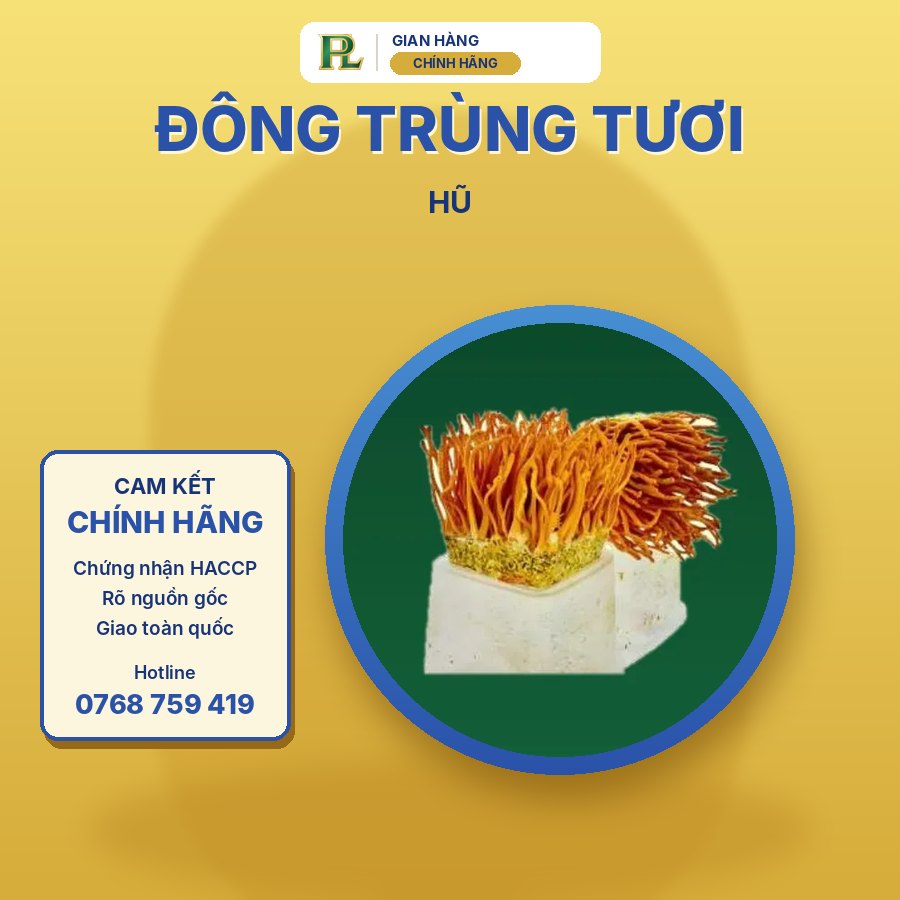 PL
GIAN HÀNG
CHÍNH HÃNG
ĐÔNG TRÙNG TƯƠI
HŨ
CAM KẾT
CHÍNH HÃNG
Chứng nhận HACCP
Rõ nguồn gốc
Giao toàn quốc
Hotline
0768 759 419